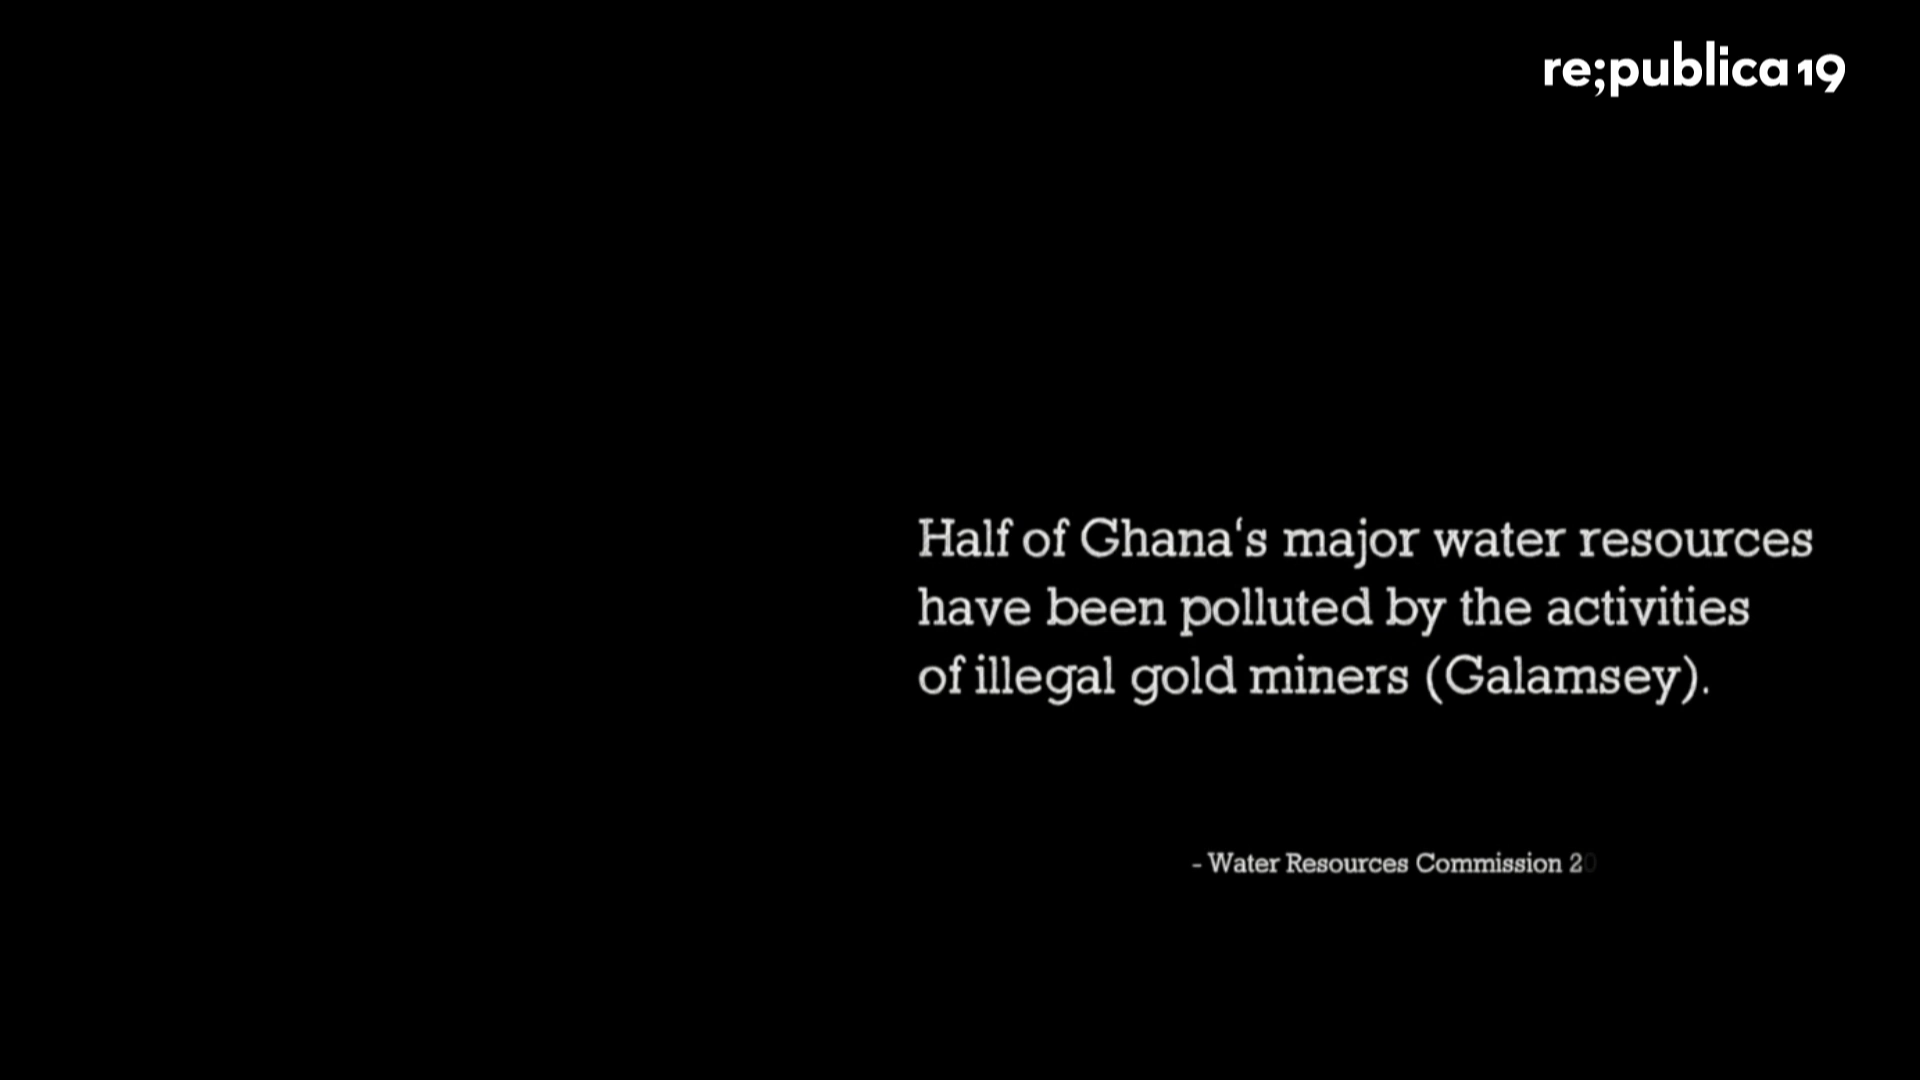 re;publica 19
Half of Ghana‘s major water resources
have been polluted by the activities
of illegal gold miners (Galamsey).
- Water Resources Commission 20